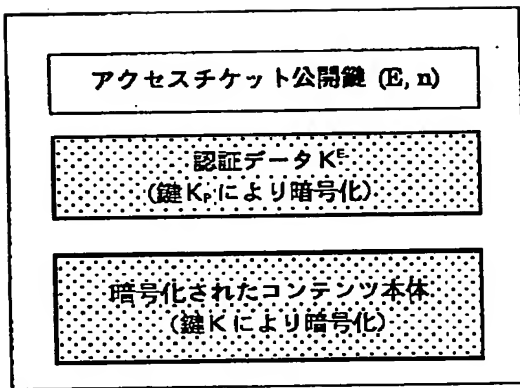 アクセスチケット公開鍵 (E, n)
認証データ K^E
(鍵 K_P により暗号化)
暗号化されたコンテンツ本体
(鍵 K により暗号化)